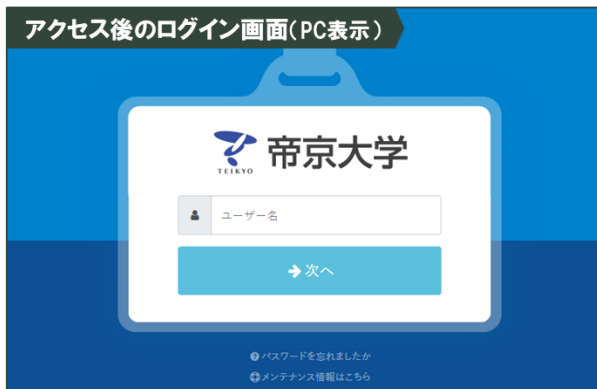 アクセス後のログイン画面(PC表示)
TEIKYO
帝京大学
ユーザー名
次へ
パスワードを忘れましたか
メンテナンス情報はこちら